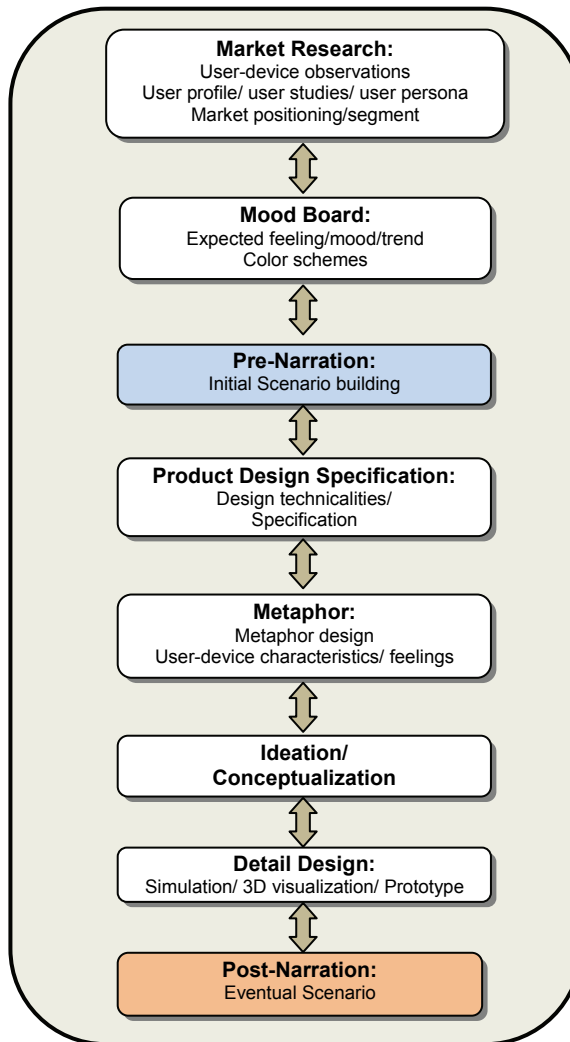 Market Research:
User-device observations
User profile/ user studies/ user persona
Market positioning/segment
Mood Board:
Expected feeling/mood/trend
Color schemes
Pre-Narration:
Initial Scenario building
Product Design Specification:
Design technicalities/
Specification
Metaphor:
Metaphor design
User-device characteristics/ feelings
Ideation/
Conceptualization
Detail Design:
Simulation/ 3D visualization/ Prototype
Post-Narration:
Eventual Scenario